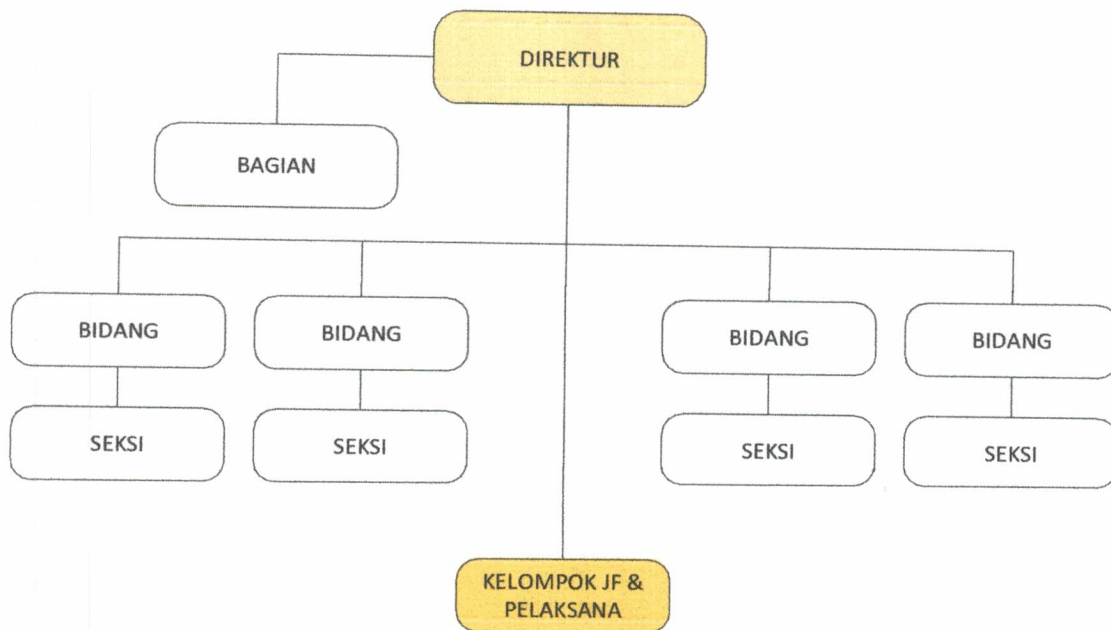 DIREKTUR
BAGIAN
BIDANG
BIDANG
BIDANG
BIDANG
SEKSI
SEKSI
SEKSI
SEKSI
KELOMPOK JF &
PELAKSANA